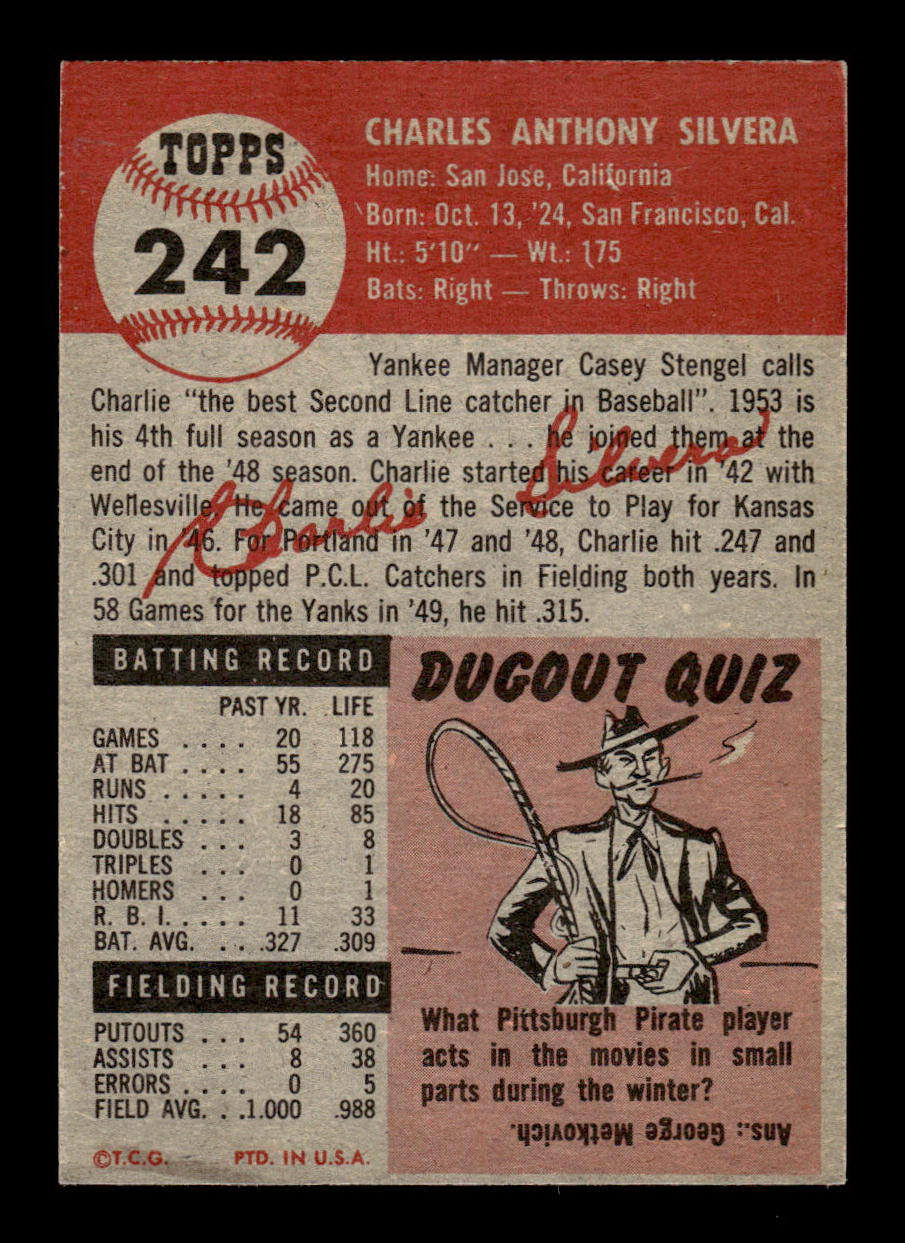 TOPPS
242
CHARLES ANTHONY SILVERA
Home: San Jose, California
Born: Oct. 13, '24, San Francisco, Cal.
Ht.: 5'10" — Wt.: 175
Bats: Right — Throws: Right
Yankee Manager Casey Stengel calls
Charlie "the best Second Line catcher in Baseball". 1953 is
his 4th full season as a Yankee . . . he joined them at the
end of the '48 season. Charlie started his career in '42 with
Wellesville. He came out of the Service to Play for Kansas
City in '46. For Portland in '47 and '48, Charlie hit .247 and
.301 and topped P.C.L. Catchers in Fielding both years. In
58 Games for the Yanks in '49, he hit .315.
Charlie Silvera
BATTING RECORD
PAST YR. LIFE
GAMES . . . . 20 118
AT BAT . . . . 55 275
RUNS . . . . . 4 20
HITS . . . . . 18 85
DOUBLES . . . 3 8
TRIPLES . . . 0 1
HOMERS . . . 0 1
R. B. I. . . . . 11 33
BAT. AVG. . . .327 .309
FIELDING RECORD
PUTOUTS . . . 54 360
ASSISTS . . . 8 38
ERRORS . . . . 0 5
FIELD AVG. . .1.000 .988
©T.C.G. PTD. IN U.S.A.
DUGOUT QUIZ
What Pittsburgh Pirate player
acts in the movies in small
parts during the winter?
Ans.: George Metkovich.